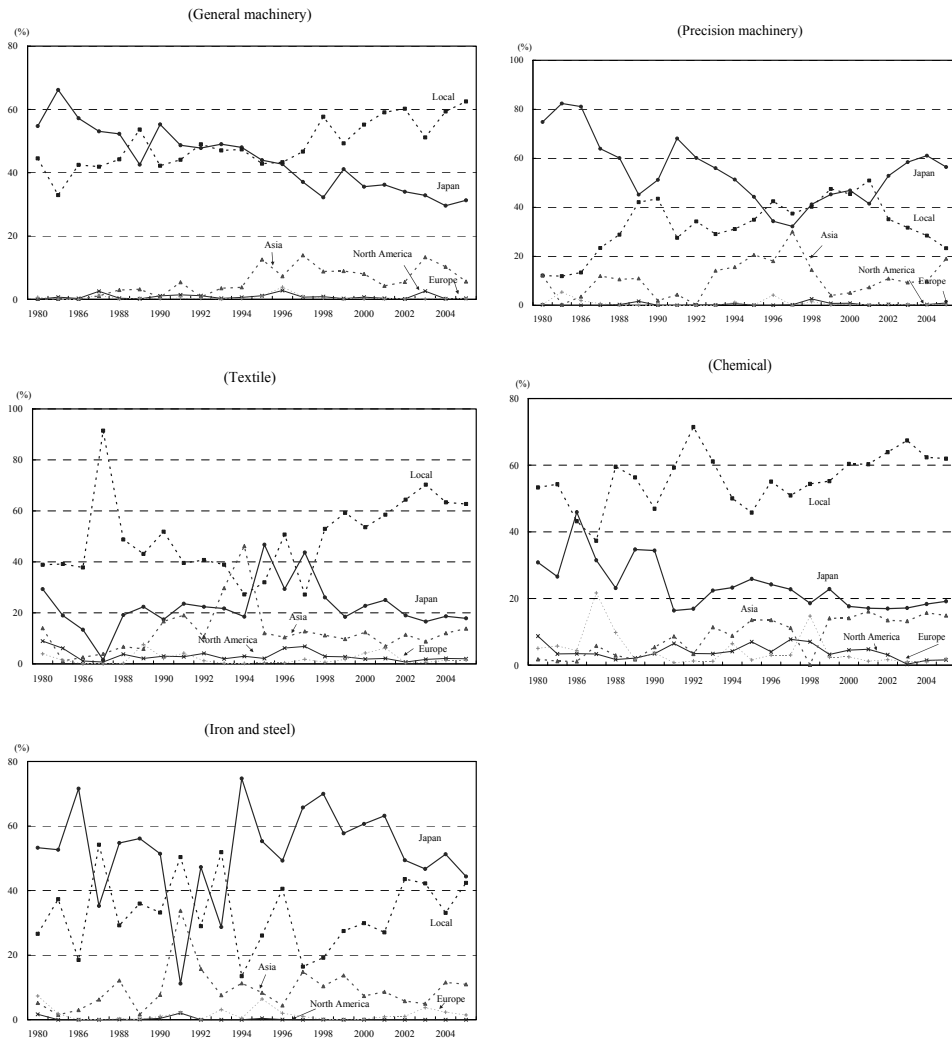 (General machinery)
(%)
80
60
40
20
0
Local
Japan
Asia
North America
Europe
1980 1986 1988 1990 1992 1994 1996 1998 2000 2002 2004
(Precision machinery)
(%)
100
80
60
40
20
0
Japan
Local
Asia
North America
Europe
1980 1986 1988 1990 1992 1994 1996 1998 2000 2002 2004
(Textile)
(%)
100
80
60
40
20
0
Local
Japan
Asia
North America
Europe
1980 1986 1988 1990 1992 1994 1996 1998 2000 2002 2004
(Chemical)
(%)
80
60
40
20
0
Local
Japan
Asia
North America
Europe
1980 1986 1988 1990 1992 1994 1996 1998 2000 2002 2004
(Iron and steel)
(%)
80
60
40
20
0
Japan
Local
Asia
North America
Europe
1980 1986 1988 1990 1992 1994 1996 1998 2000 2002 2004